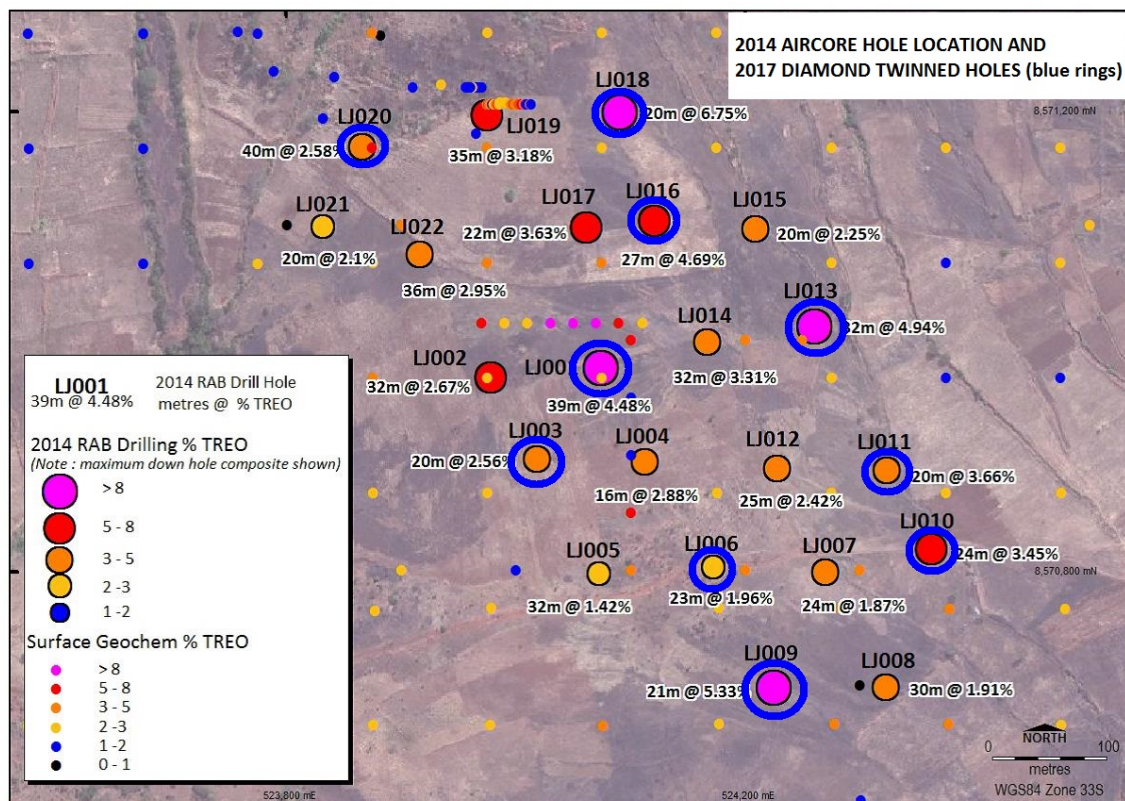 2014 AIRCORE HOLE LOCATION AND
2017 DIAMOND TWINNED HOLES (blue rings)
LJ018
20m @ 6.75%
8,571,200 mN
LJ020
40m @ 2.58%
LJ019
35m @ 3.18%
LJ017
22m @ 3.63%
LJ016
27m @ 4.69%
LJ015
20m @ 2.25%
LJ021
20m @ 2.1%
LJ022
36m @ 2.95%
LJ013
32m @ 4.94%
LJ014
32m @ 3.31%
LJ002
32m @ 2.67%
LJ00
39m @ 4.48%
LJ003
20m @ 2.56%
LJ004
16m @ 2.88%
LJ012
25m @ 2.42%
LJ011
20m @ 3.66%
LJ010
24m @ 3.45%
LJ005
32m @ 1.42%
LJ006
23m @ 1.96%
LJ007
24m @ 1.87%
8,570,800 mN
LJ009
21m @ 5.33%
LJ008
30m @ 1.91%
LJ001
39m @ 4.48%
2014 RAB Drill Hole
metres @ % TREO
2014 RAB Drilling % TREO
(Note : maximum down hole composite shown)
> 8
5 - 8
3 - 5
2 - 3
1 - 2
Surface Geochem % TREO
> 8
5 - 8
3 - 5
2 - 3
1 - 2
0 - 1
523,800 mE
524,200 mE
NORTH
0 100
metres
WGS84 Zone 33S